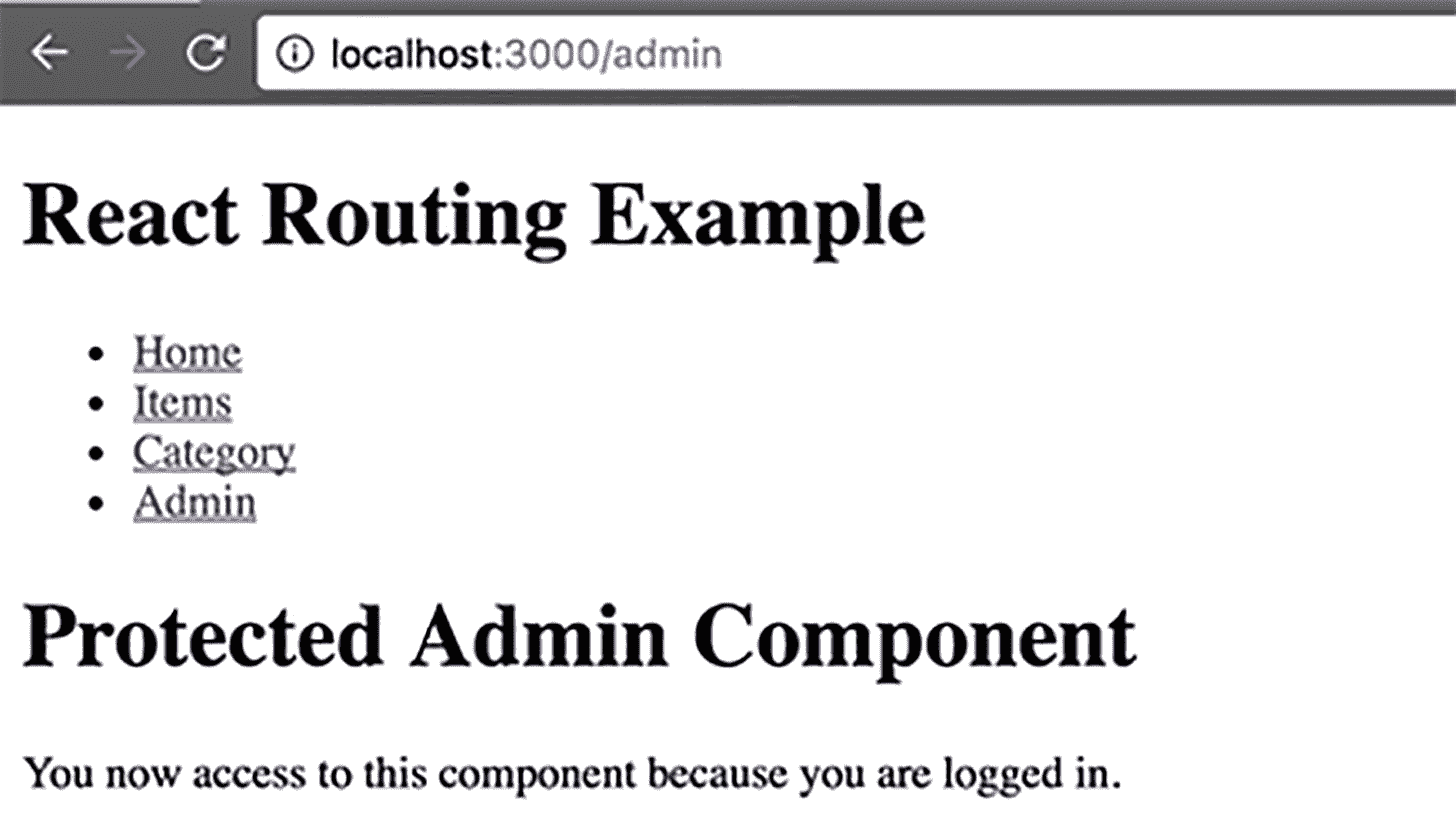 localhost:3000/admin
React Routing Example
Home
Items
Category
Admin
Protected Admin Component
You now access to this component because you are logged in.